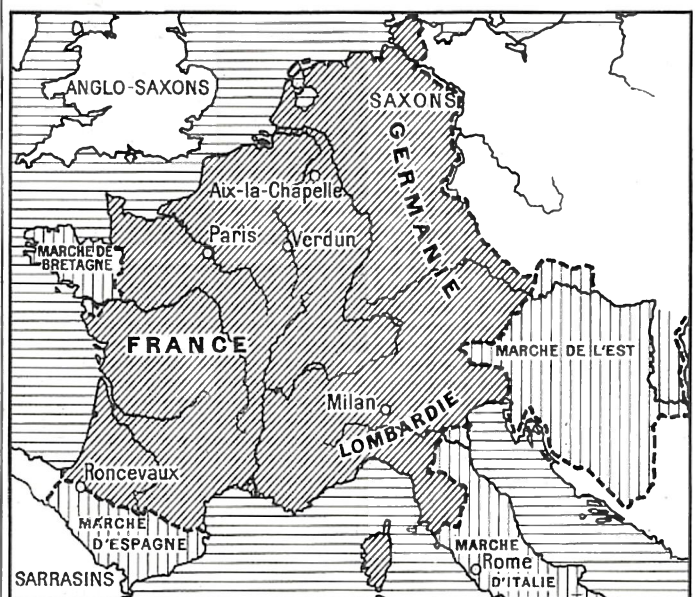 ANGLO-SAXONS
SAXONS
GERMANIE
Aix-la-Chapelle
Paris
Verdun
MARCHE DE
BRETAGNE
FRANCE
MARCHE DE L'EST
Milan
LOMBARDIE
Roncevaux
MARCHE
D'ESPAGNE
MARCHE
Rome
D'ITALIE
SARRASINS